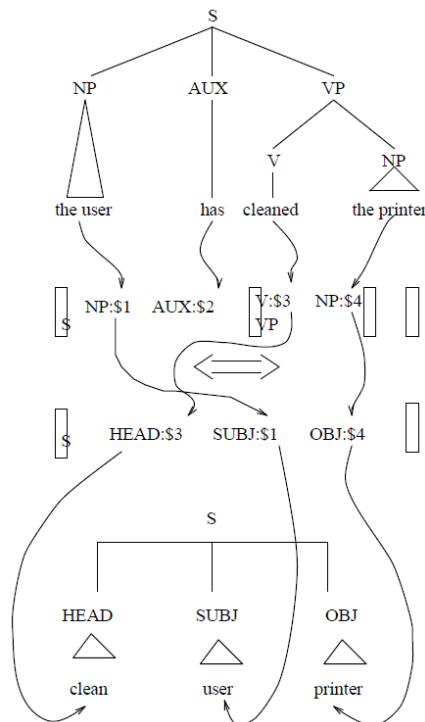 S
NP AUX VP
V NP
the user has cleaned the printer
NP:$1 AUX:$2 V:$3 NP:$4
S VP
HEAD:$3 SUBJ:$1 OBJ:$4
S
S
HEAD SUBJ OBJ
clean user printer